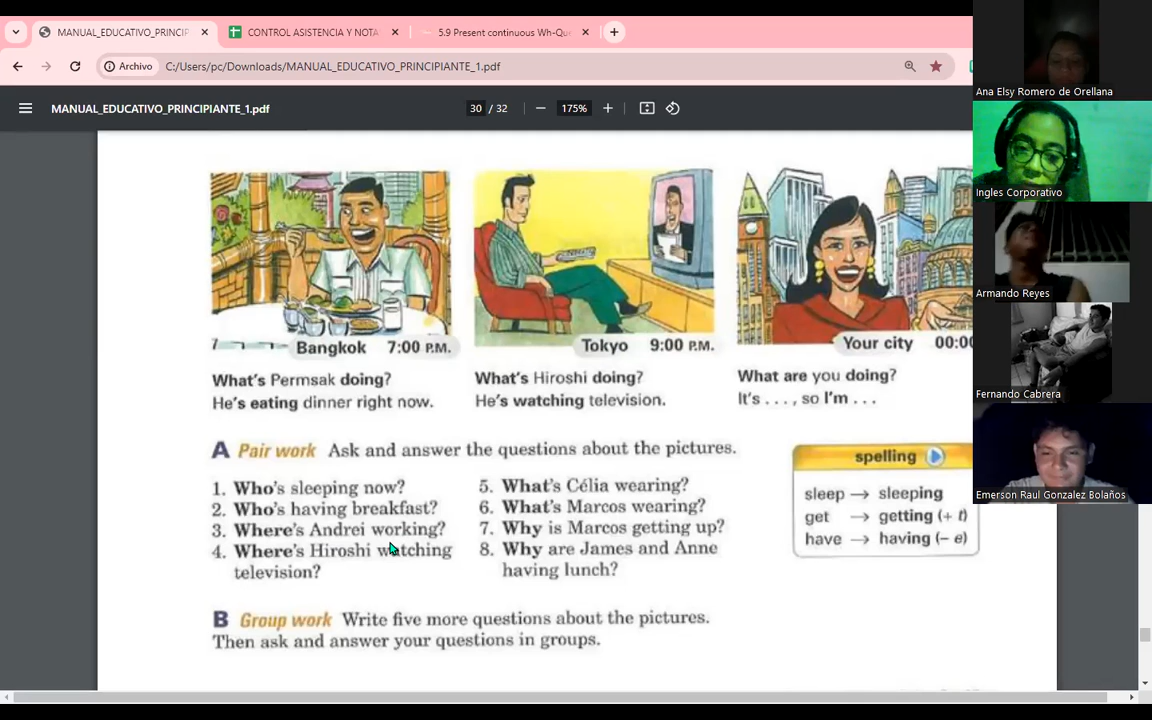 MANUAL_EDUCATIVO_PRINCIP
CONTROL ASISTENCIA Y NOTA
5.9 Present continuous Wh-Qu
Archivo
C:/Users/pc/Downloads/MANUAL_EDUCATIVO_PRINCIPIANTE_1.pdf
MANUAL_EDUCATIVO_PRINCIPIANTE_1.pdf
30 / 32
175%
Bangkok 7:00 P.M.
What's Permsak doing?
He's eating dinner right now.
Tokyo 9:00 P.M.
What's Hiroshi doing?
He's watching television.
Your city 00:00
What are you doing?
It's . . . , so I'm . . .
A Pair work Ask and answer the questions about the pictures.
1. Who's sleeping now?
2. Who's having breakfast?
3. Where's Andrei working?
4. Where's Hiroshi watching
television?
5. What's Célia wearing?
6. What's Marcos wearing?
7. Why is Marcos getting up?
8. Why are James and Anne
having lunch?
spelling
sleep → sleeping
get → getting (+ t)
have → having (− e)
B Group work Write five more questions about the pictures.
Then ask and answer your questions in groups.
Ana Elsy Romero de Orellana
Ingles Corporativo
Armando Reyes
Fernando Cabrera
Emerson Raul Gonzalez Bolaños